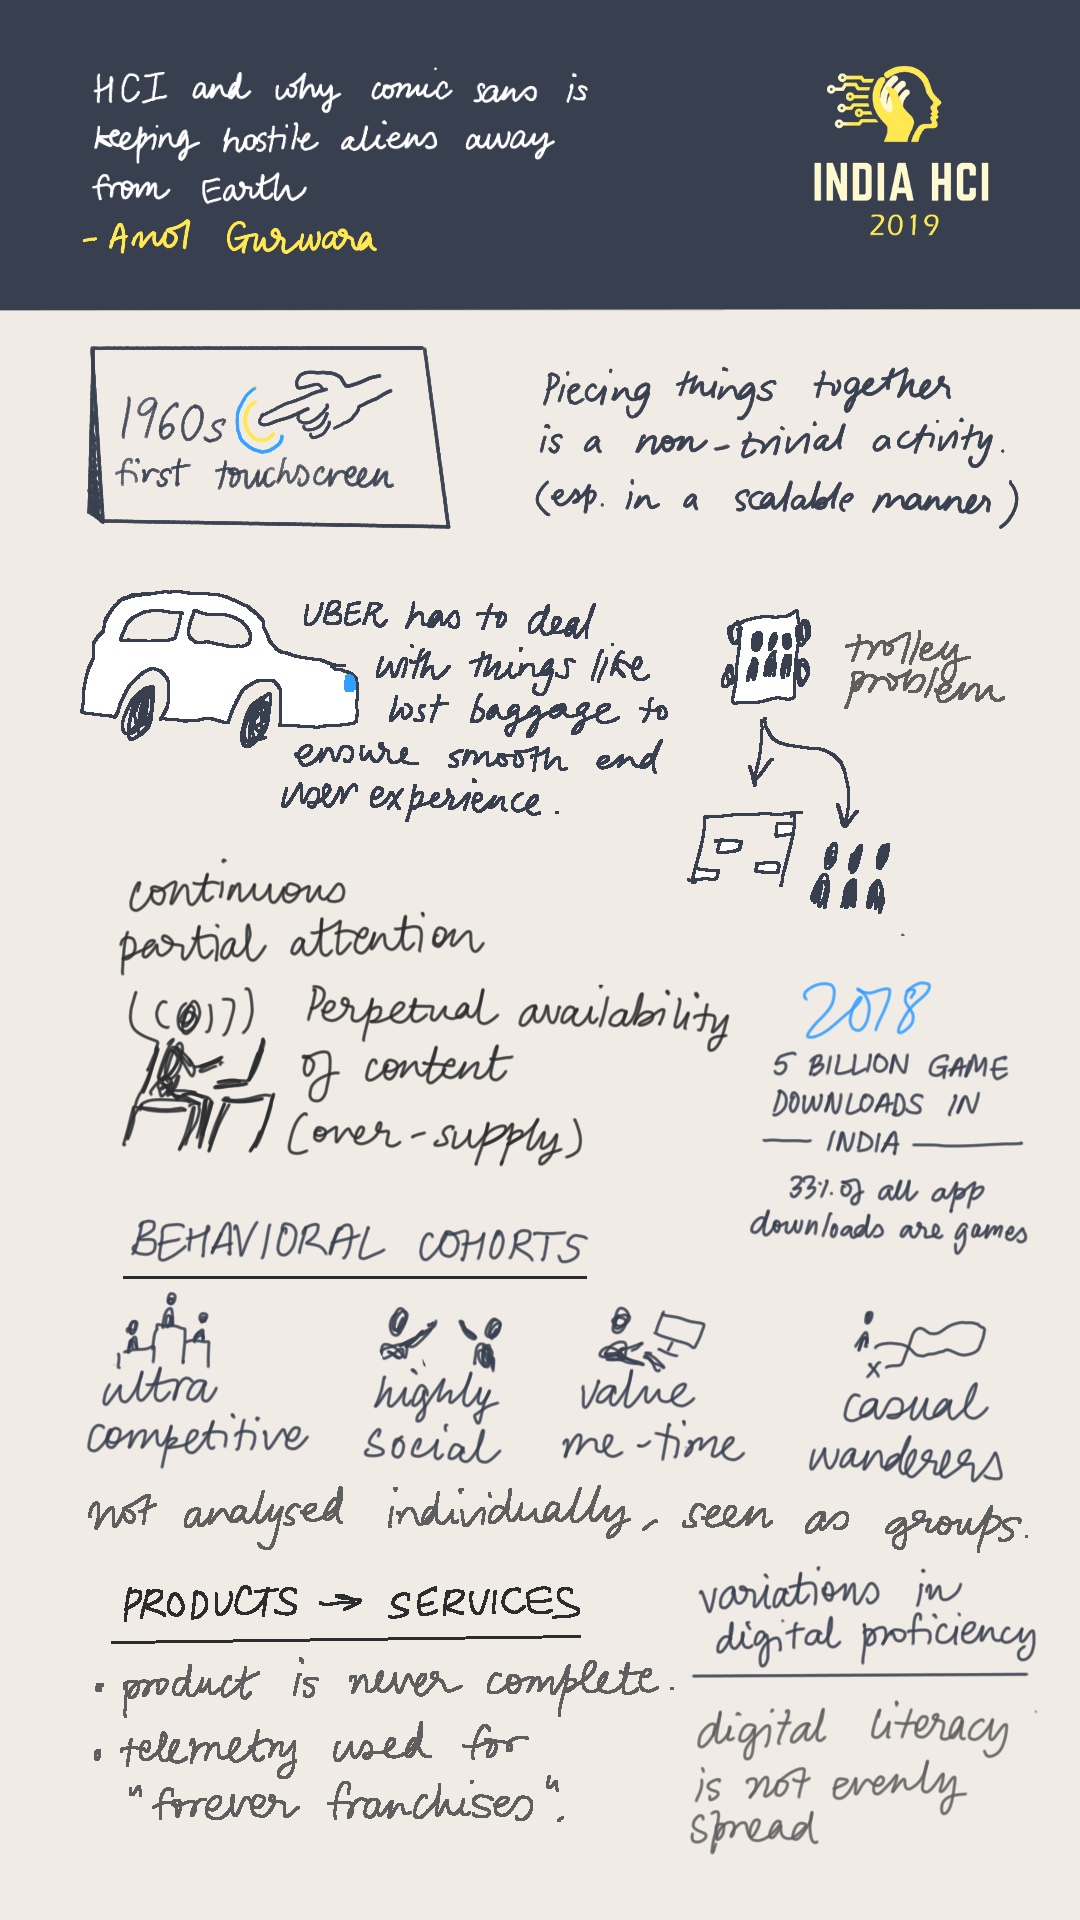 HCI and why comic sans is
keeping hostile aliens away
from Earth
- Amol Gurwara
INDIA HCI
2019
1960s
first touchscreen
Piecing things together
is a non-trivial activity.
(esp. in a scalable manner)
UBER has to deal
with things like
lost baggage to
ensure smooth end
user experience.
trolley
problem
continuous
partial attention
Perpetual availability
of content
(over-supply)
2018
5 BILLION GAME
DOWNLOADS IN
INDIA
33% of all app
downloads are games
BEHAVIORAL COHORTS
ultra
competitive
highly
social
value
me-time
casual
wanderers
not analysed individually, seen as groups.
PRODUCTS → SERVICES
• product is never complete.
• telemetry used for
"forever franchises".
variations in
digital proficiency
digital literacy
is not evenly
spread